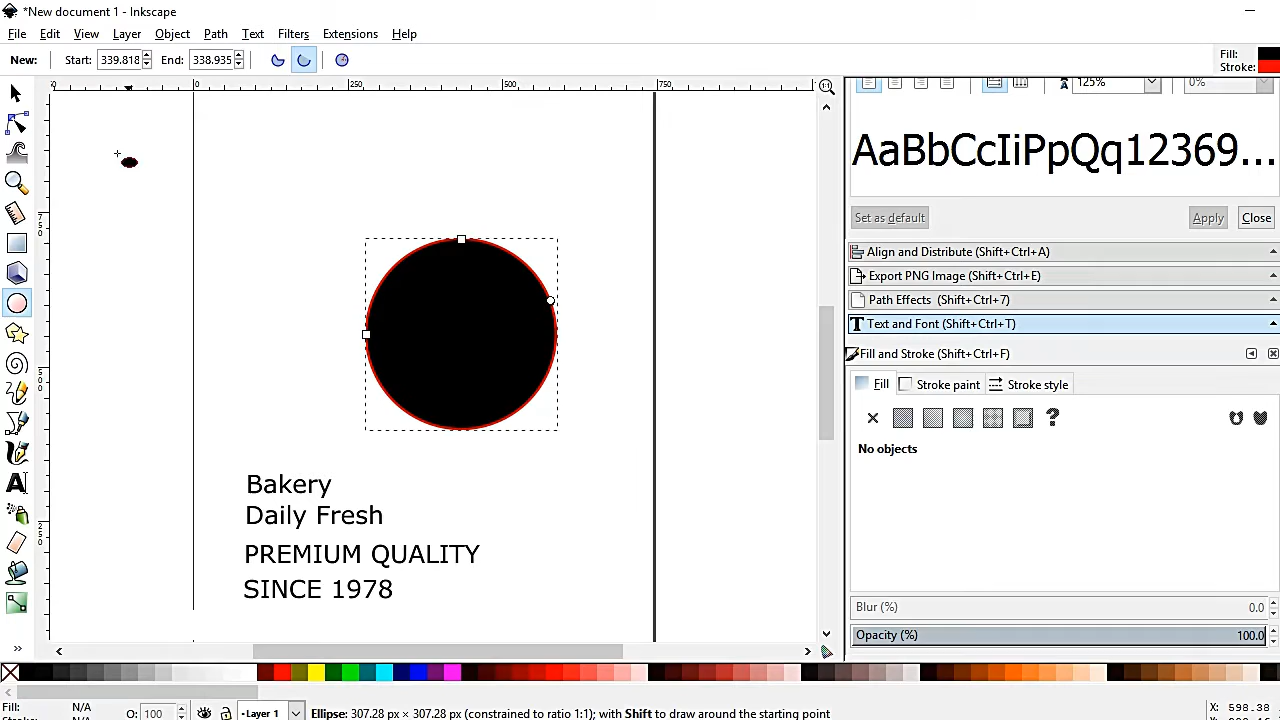 *New document 1 - Inkscape
File Edit View Layer Object Path Text Filters Extensions Help
New: Start: 339.818 End: 338.935
Fill:
Stroke:
0 250 500 750
125% 0%
AaBbCcIiPpQq12369...
Set as default Apply Close
Align and Distribute (Shift+Ctrl+A)
Export PNG Image (Shift+Ctrl+E)
Path Effects (Shift+Ctrl+7)
Text and Font (Shift+Ctrl+T)
Fill and Stroke (Shift+Ctrl+F)
Fill Stroke paint Stroke style
No objects
Bakery
Daily Fresh
PREMIUM QUALITY
SINCE 1978
Blur (%) 0.0
Opacity (%) 100.0
Fill: N/A
O: 100
Layer 1
Ellipse: 307.28 px × 307.28 px (constrained to ratio 1:1); with Shift to draw around the starting point
X: 598.38